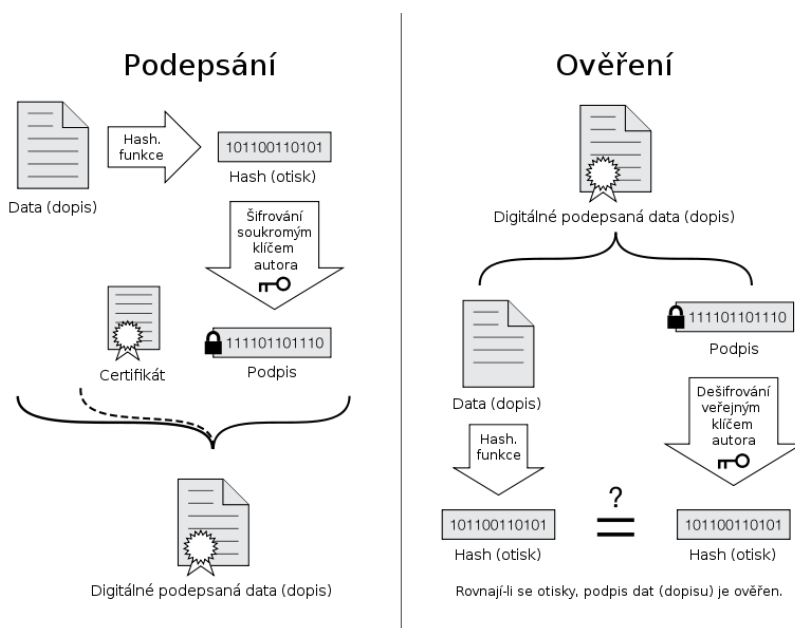 Podepsání
Hash.
funkce
101100110101
Hash (otisk)
Data (dopis)
Šifrování
soukromým
klíčem
autora
111101101110
Certifikát
Podpis
Digitálné podepsaná data (dopis)
Ověření
Digitálné podepsaná data (dopis)
111101101110
Podpis
Data (dopis)
Dešifrování
veřejným
klíčem
autora
Hash.
funkce
?
101100110101
=
101100110101
Hash (otisk)
Hash (otisk)
Rovnají-li se otisky, podpis dat (dopisu) je ověřen.